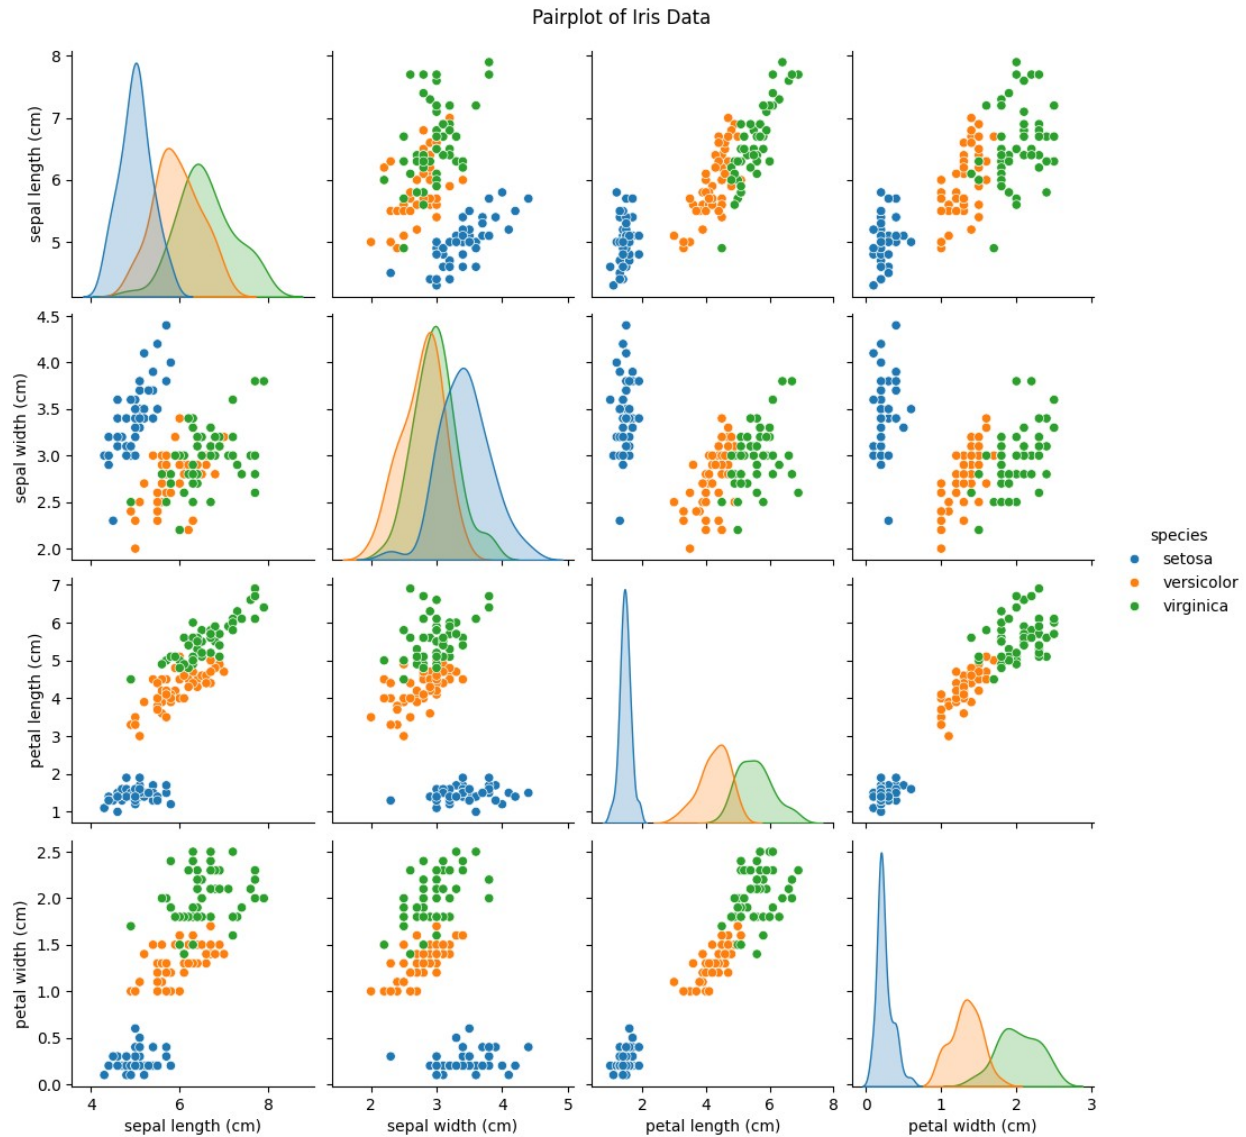 Pairplot of Iris Data
8
7
6
5
sepal length (cm)
4.5
4.0
3.5
3.0
2.5
2.0
sepal width (cm)
species
setosa
versicolor
virginica
7
6
5
4
3
2
1
petal length (cm)
2.5
2.0
1.5
1.0
0.5
0.0
petal width (cm)
4 6 8
2 3 4 5
2 4 6 8
0 1 2 3
sepal length (cm)
sepal width (cm)
petal length (cm)
petal width (cm)